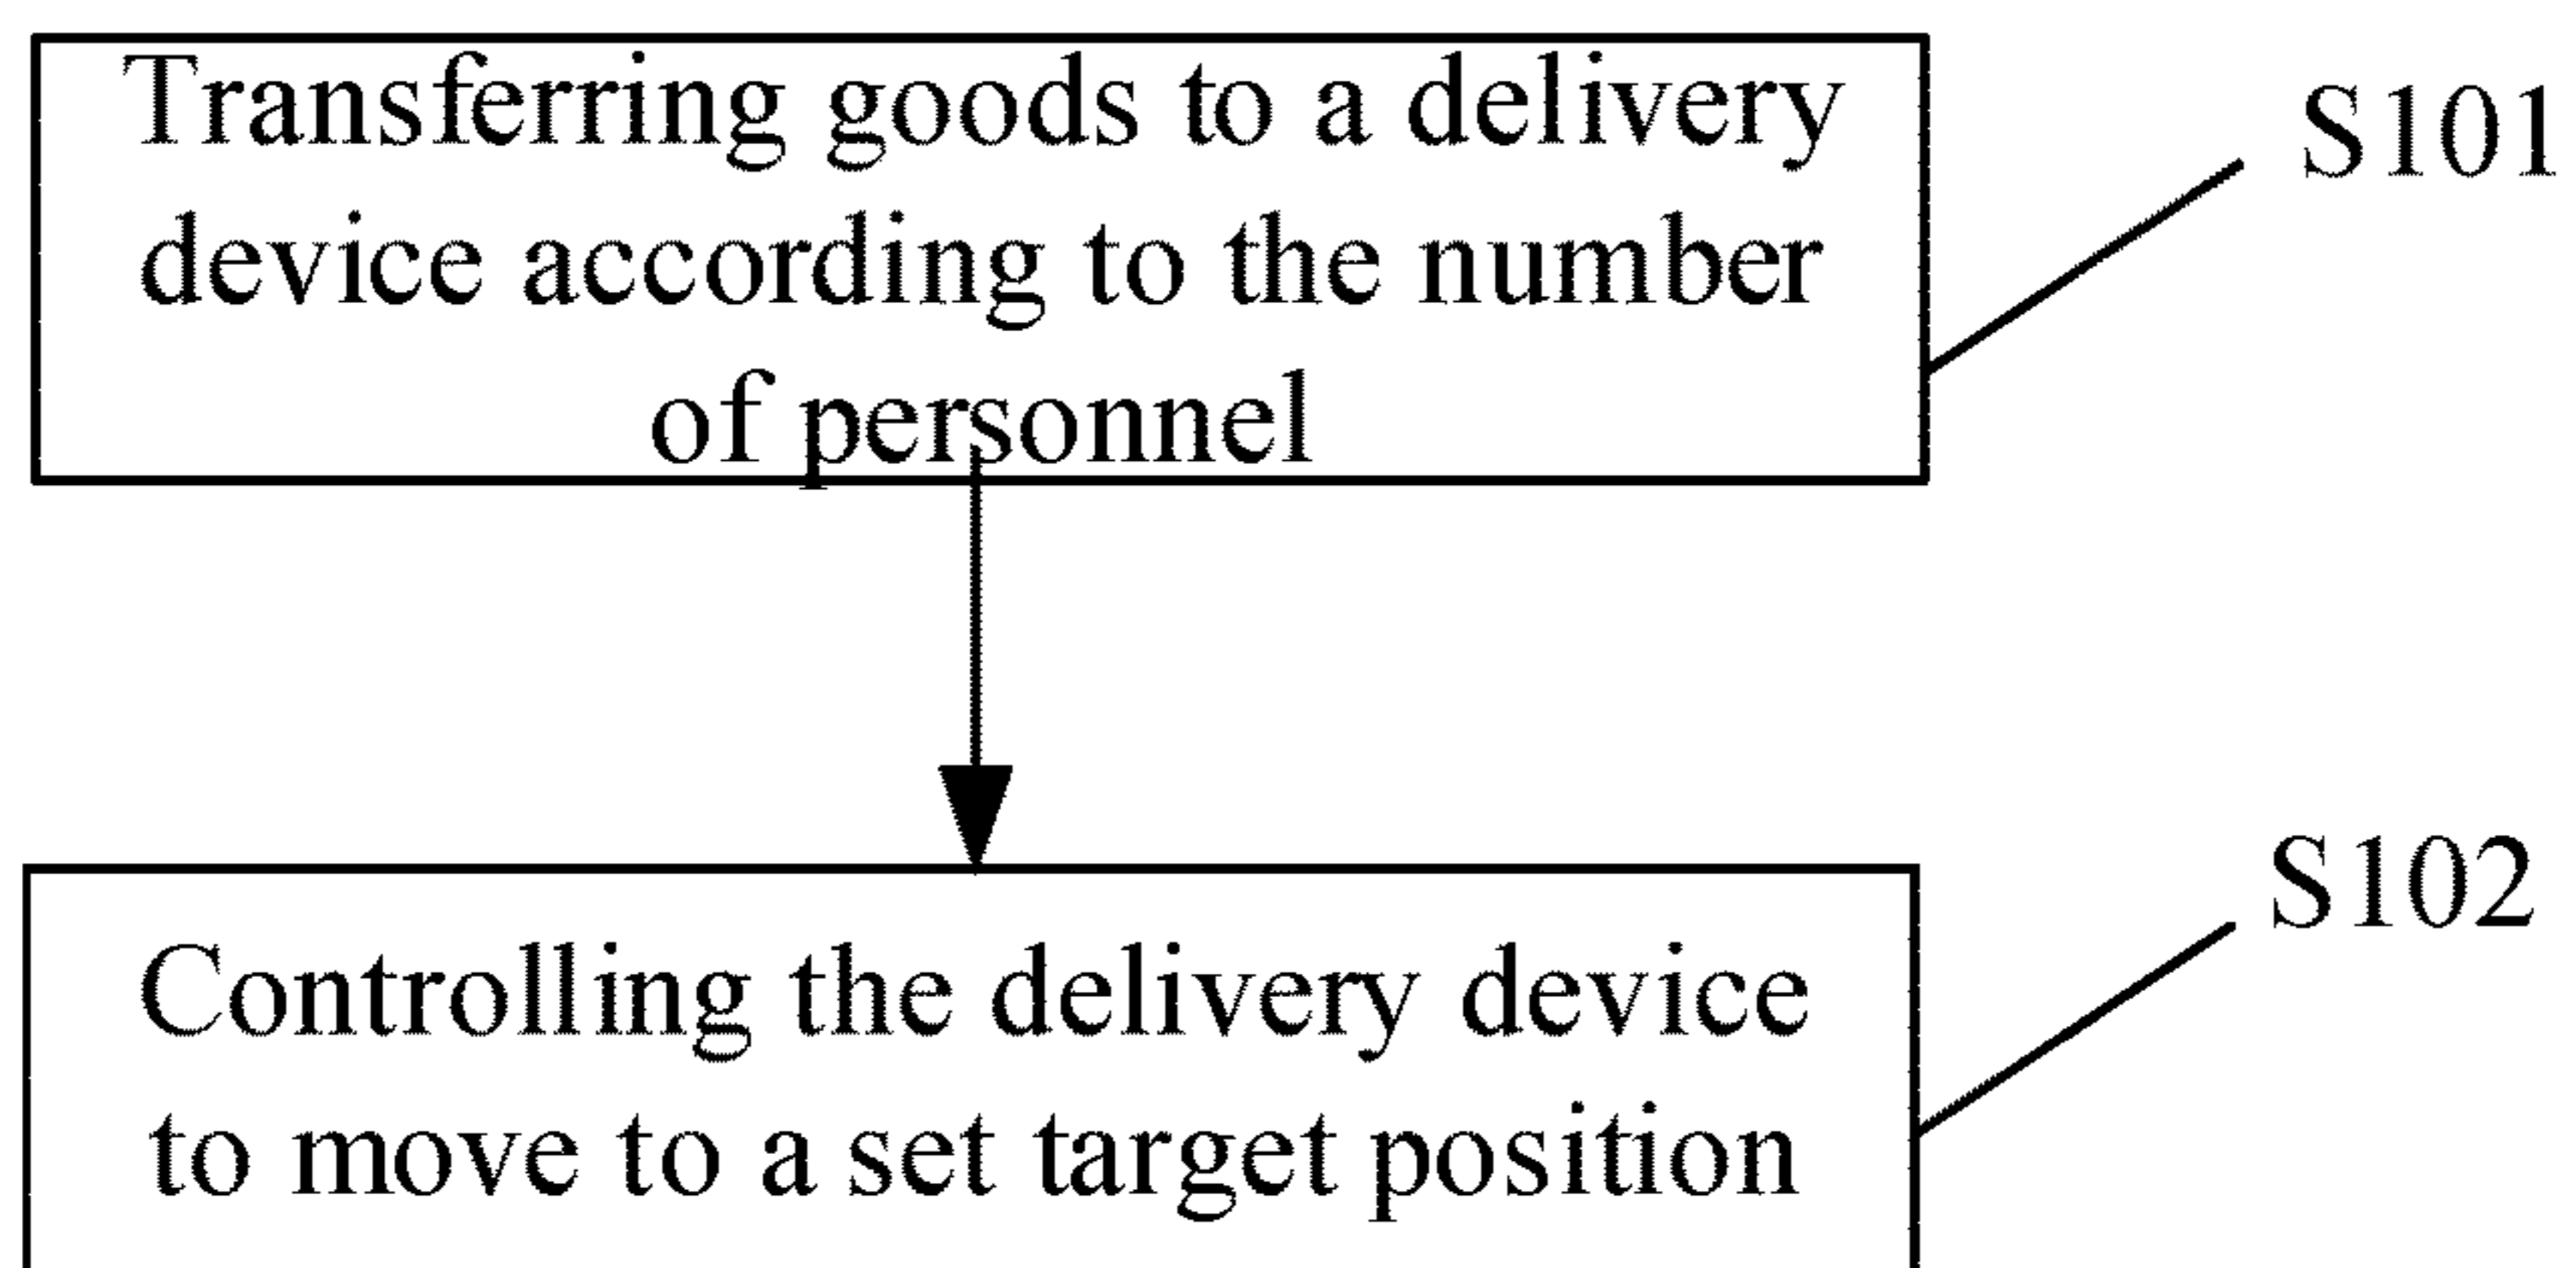 Transferring goods to a delivery
device according to the number
of personnel
S101
Controlling the delivery device
to move to a set target position
S102